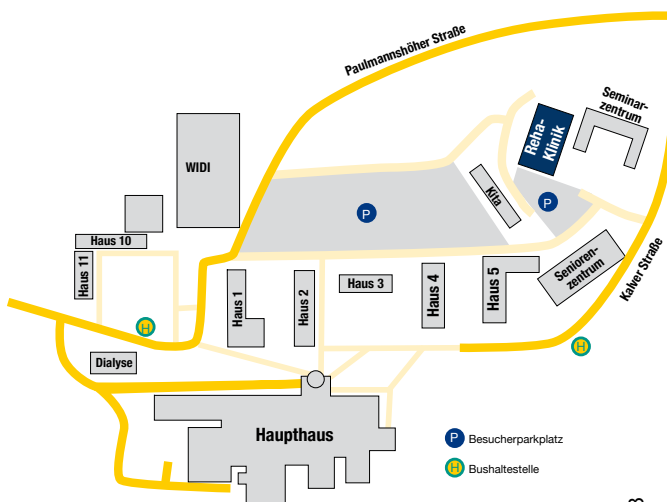 Paulmannshöher Straße
Seminar-
zentrum
Reha-
Klinik
WIDI
Kita
P
P
Haus 10
Haus 11
Senioren-
zentrum
Kalver Straße
Haus 1
Haus 2
Haus 3
Haus 4
Haus 5
H
H
Dialyse
Haupthaus
P Besucherparkplatz
H Bushaltestelle